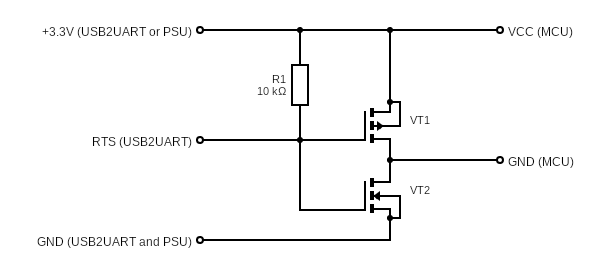 +3.3V (USB2UART or PSU)
VCC (MCU)
R1
10 kΩ
VT1
RTS (USB2UART)
GND (MCU)
VT2
GND (USB2UART and PSU)